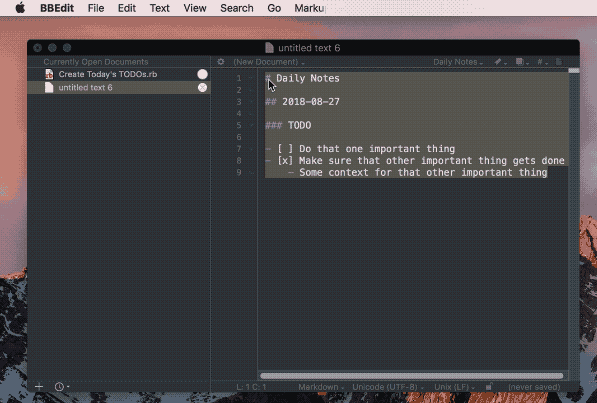 BBEdit File Edit Text View Search Go Marku
untitled text 6
Currently Open Documents
(New Document) Daily Notes #
Create Today's TODOs.rb
untitled text 6
1 # Daily Notes
2
3 ## 2018-08-27
4
5 ### TODO
6
7 - [ ] Do that one important thing
8 - [x] Make sure that other important thing gets done
9 - Some context for that other important thing
L: 1 C: 1 Markdown Unicode (UTF-8) Unix (LF) (never saved)